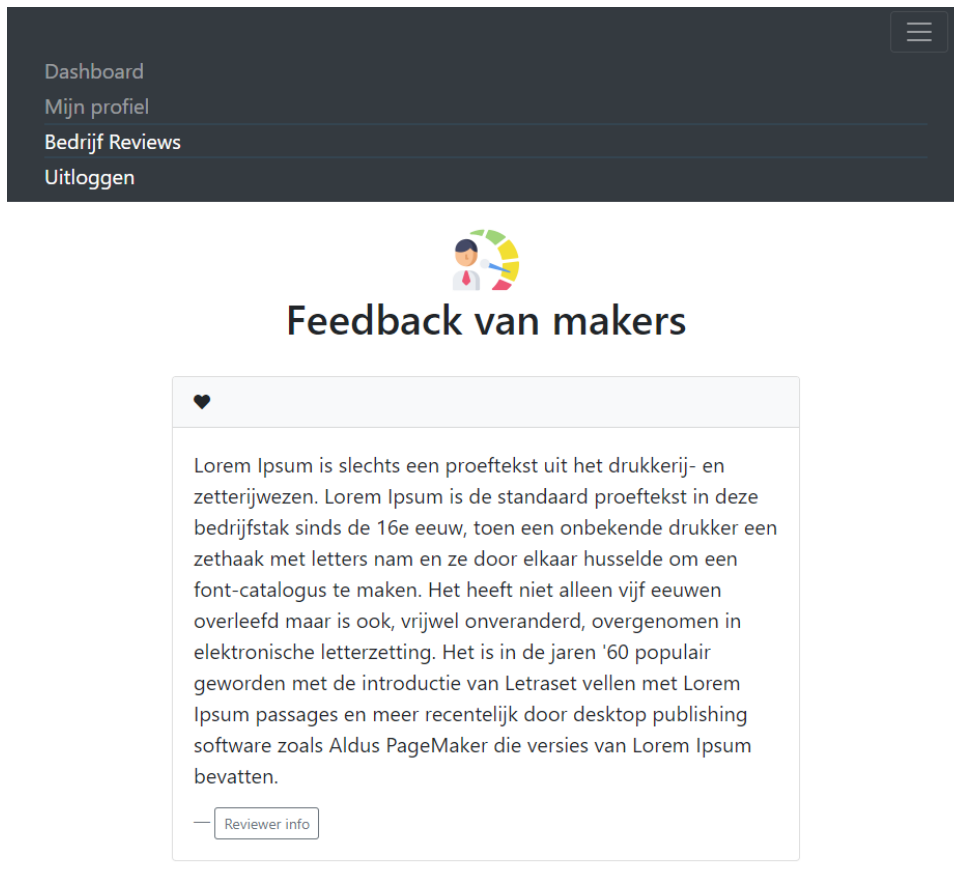 Dashboard
Mijn profiel
Bedrijf Reviews
Uitloggen
Feedback van makers
Lorem Ipsum is slechts een proeftekst uit het drukkerij- en
zetterijwezen. Lorem Ipsum is de standaard proeftekst in deze
bedrijfstak sinds de 16e eeuw, toen een onbekende drukker een
zethaak met letters nam en ze door elkaar husselde om een
font-catalogus te maken. Het heeft niet alleen vijf eeuwen
overleefd maar is ook, vrijwel onveranderd, overgenomen in
elektronische letterzetting. Het is in de jaren '60 populair
geworden met de introductie van Letraset vellen met Lorem
Ipsum passages en meer recentelijk door desktop publishing
software zoals Aldus PageMaker die versies van Lorem Ipsum
bevatten.
— Reviewer info